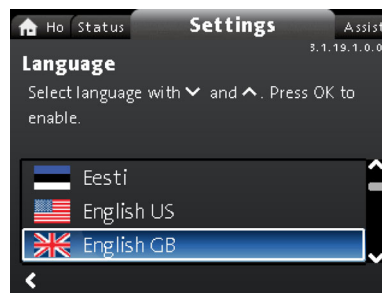 Ho Status Settings Assist
3.1.19.1.0.0
Language
Select language with and . Press OK to
enable.
Eesti
English US
English GB